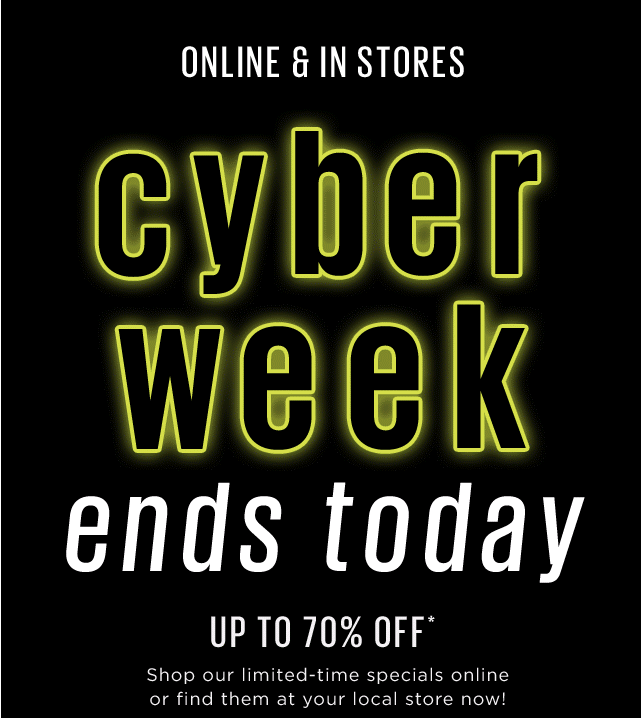 ONLINE & IN STORES
cyber
week
ends today
UP TO 70% OFF*
Shop our limited-time specials online
or find them at your local store now!